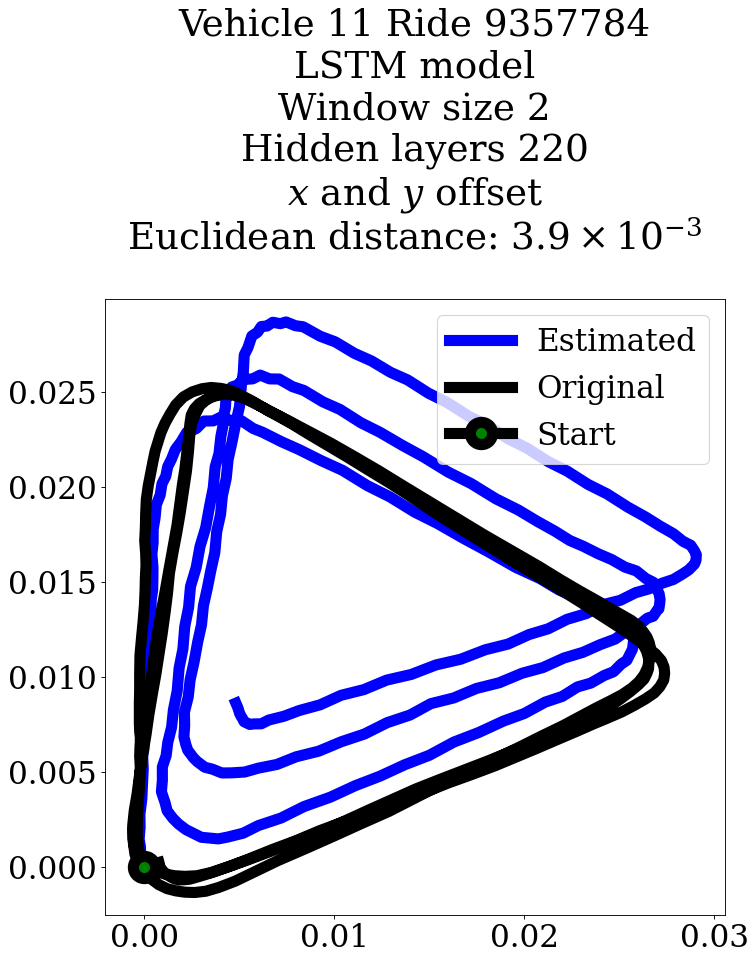 Vehicle 11 Ride 9357784
LSTM model
Window size 2
Hidden layers 220
x and y offset
Euclidean distance: 3.9 × 10⁻³
Estimated
Original
Start
0.025
0.020
0.015
0.010
0.005
0.000
0.00 0.01 0.02 0.03